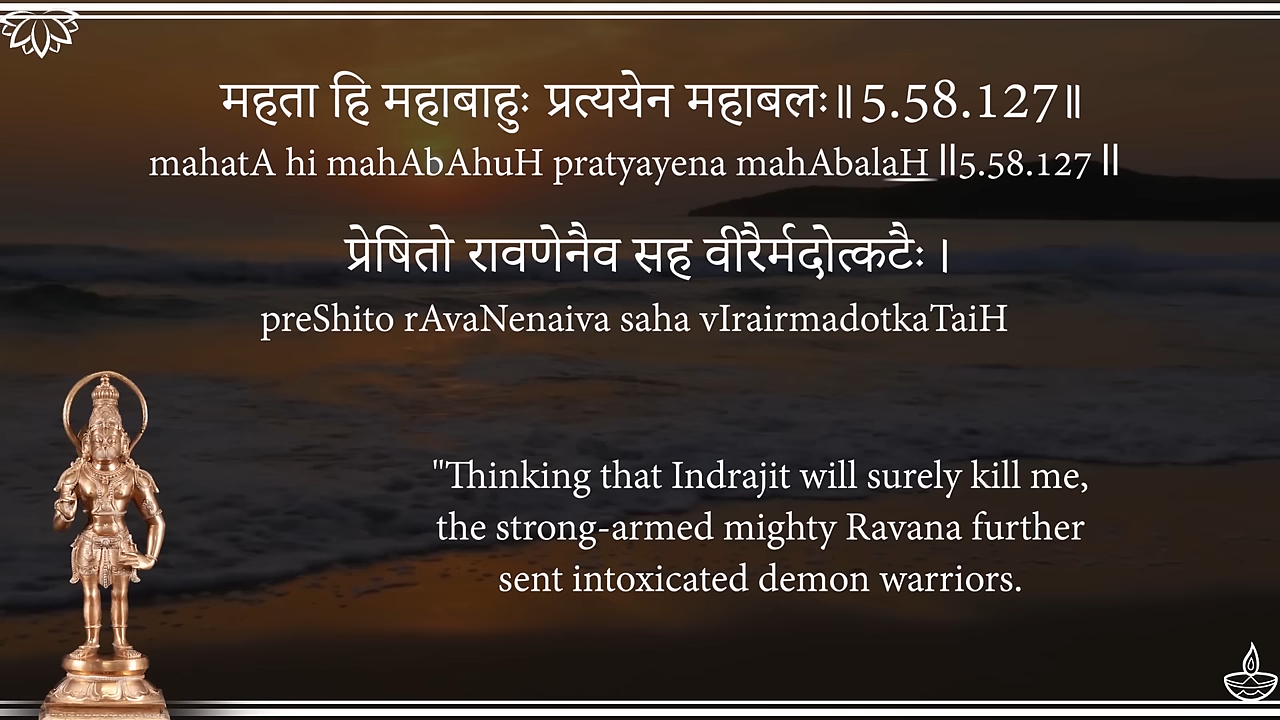 महता हि महाबाहुः प्रत्ययेन महाबलः॥5.58.127॥
mahatA hi mahAbAhuH pratyayena mahAbalaH ||5.58.127 ||
प्रेषितो रावणेनैव सह वीरैर्मदोत्कटैः ।
preShito rAvaNenaiva saha vIrairmadotkaTaiH
"Thinking that Indrajit will surely kill me,
the strong-armed mighty Ravana further
sent intoxicated demon warriors.